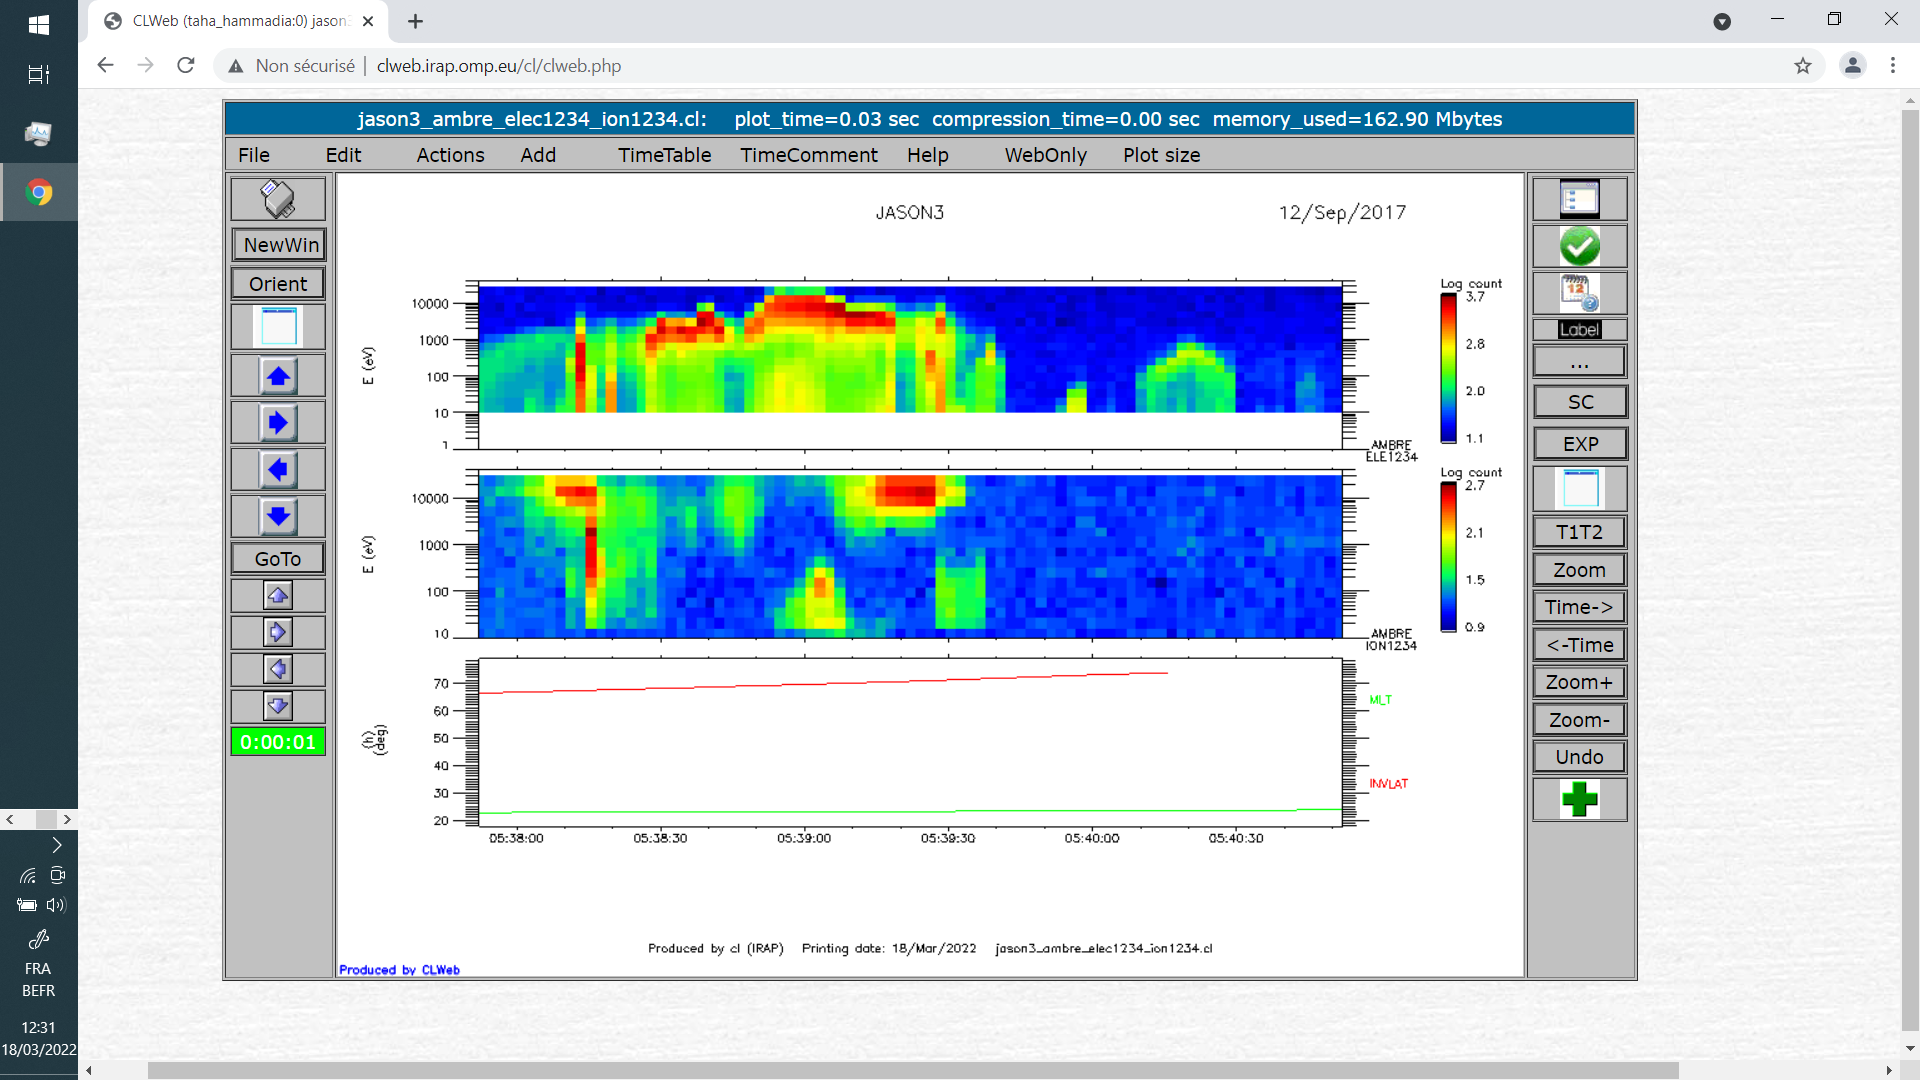 CLWeb (taha_hammadia:0) jason3
Non sécurisé | clweb.irap.omp.eu/cl/clweb.php
jason3_ambre_elec1234_ion1234.cl: plot_time=0.03 sec compression_time=0.00 sec memory_used=162.90 Mbytes
File Edit Actions Add TimeTable TimeComment Help WebOnly Plot size
NewWin
Orient
GoTo
0:00:01
JASON3 12/Sep/2017
E (eV)
10000
1000
100
10
1
Log count
3.7
2.8
2.0
1.1
AMBRE
ELE1234
E (eV)
10000
1000
100
10
Log count
2.7
2.1
1.5
0.9
AMBRE
ION1234
(h)
(deg)
70
60
50
40
30
20
MLT
INVLAT
05:38:00 05:38:30 05:39:00 05:39:30 05:40:00 05:40:30
Produced by cl (IRAP) Printing date: 18/Mar/2022 jason3_ambre_elec1234_ion1234.cl
Produced by CLWeb
12
Label
...
SC
EXP
T1T2
Zoom
Time->
<-Time
Zoom+
Zoom-
Undo
FRA
BEFR
12:31
18/03/2022